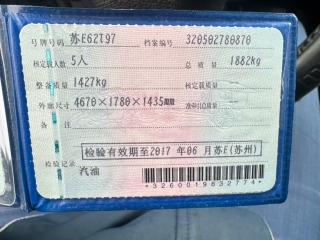 号牌号码 苏E62T97 档案编号 320502780870
核定载人数 5人 总质量 1882kg
整备质量 1427kg 核定载质量 --
外廓尺寸 4670×1780×1435mm 准牵引总质量 --
备注
检验有效期至2017 年06 月苏E(苏州)
检验记录
汽油
*3260019832774*